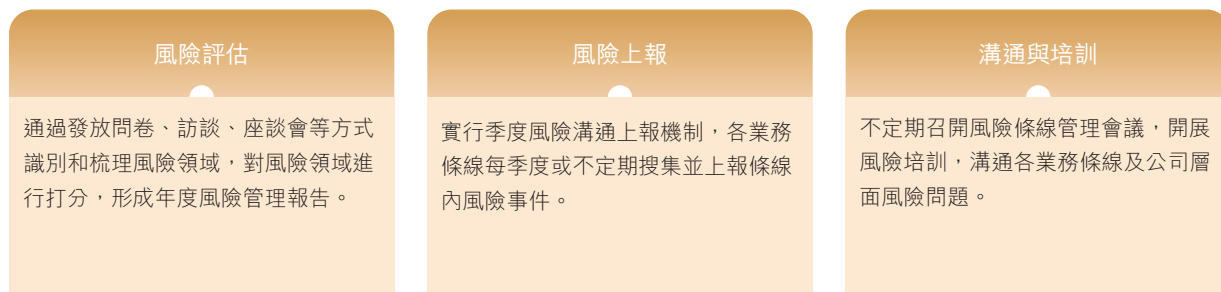 風險評估
通過發放問卷、訪談、座談會等方式
識別和梳理風險領域，對風險領域進
行打分，形成年度風險管理報告。
風險上報
實行季度風險溝通上報機制，各業務
條線每季度或不定期搜集並上報條線
內風險事件。
溝通與培訓
不定期召開風險條線管理會議，開展
風險培訓，溝通各業務條線及公司層
面風險問題。